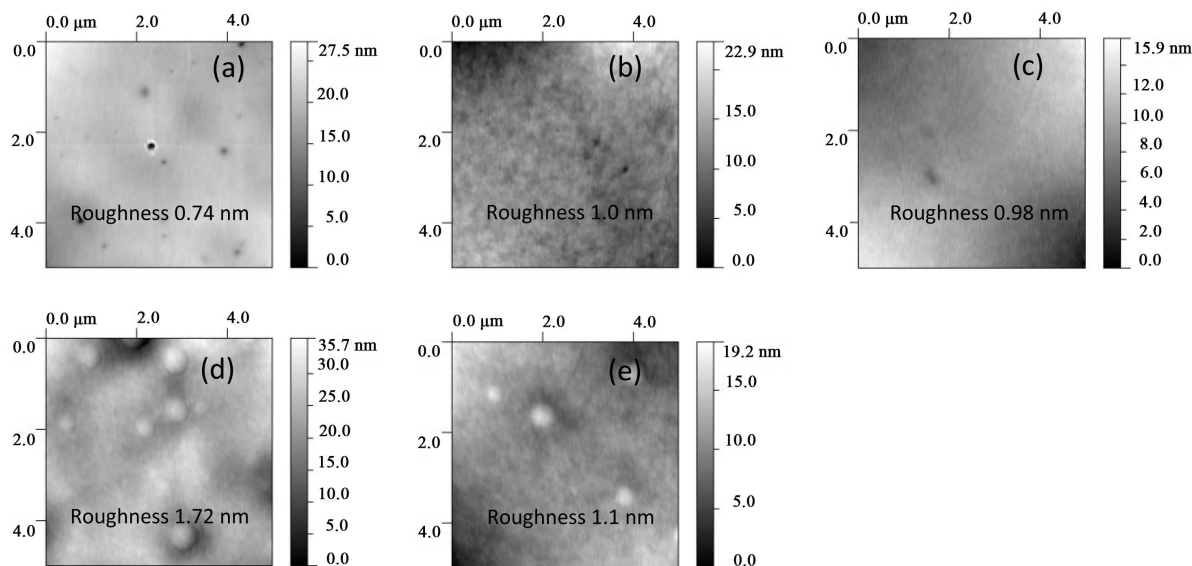 0.0 µm 2.0 4.0
0.0
2.0
4.0
(a)
Roughness 0.74 nm
27.5 nm
20.0
15.0
10.0
5.0
0.0
0.0 µm 2.0 4.0
(b)
Roughness 1.0 nm
22.9 nm
15.0
10.0
5.0
0.0
0.0 µm 2.0 4.0
0.0
2.0
4.0
(c)
Roughness 0.98 nm
15.9 nm
12.0
10.0
8.0
6.0
4.0
2.0
0.0
0.0 µm 2.0 4.0
0.0
2.0
4.0
(d)
Roughness 1.72 nm
35.7 nm
30.0
25.0
20.0
15.0
10.0
5.0
0.0
0.0 µm 2.0 4.0
0.0
2.0
4.0
(e)
Roughness 1.1 nm
19.2 nm
15.0
10.0
5.0
0.0